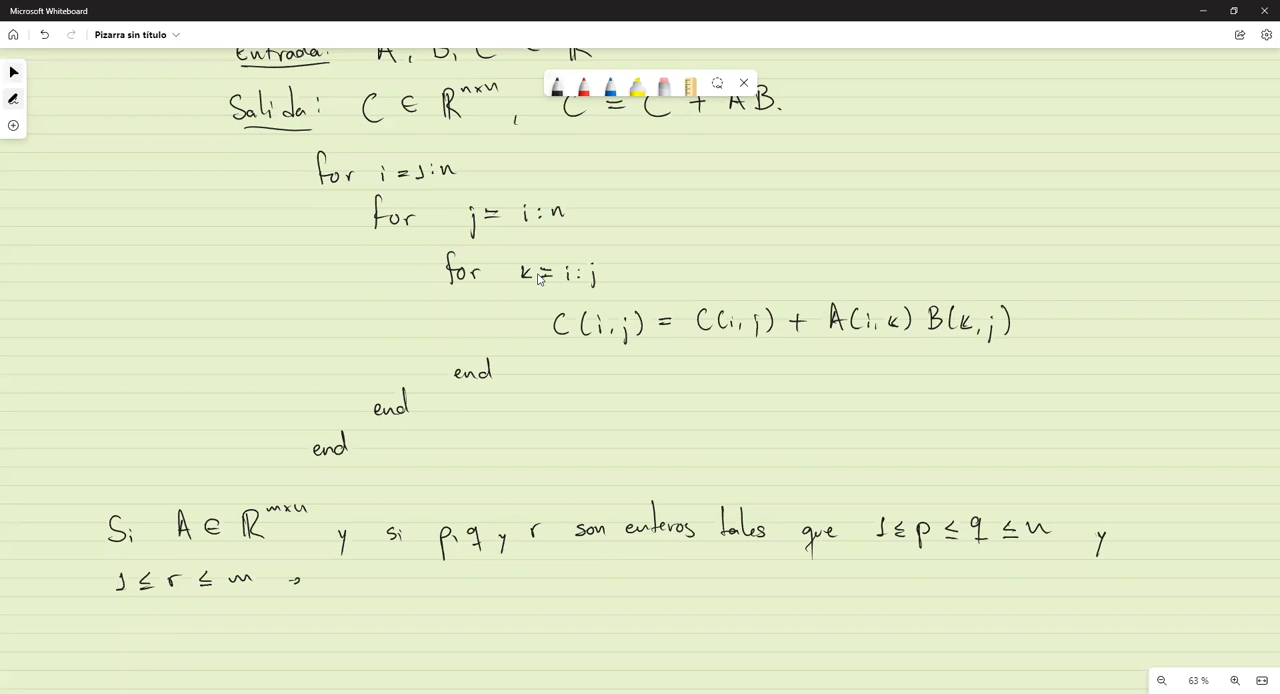 Microsoft Whiteboard
Pizarra sin título
Entrada: A, B, C ∈ ℝ
Salida: C ∈ ℝ^{n×n}, C = C + AB.
for i = 1:n
for j = i:n
for k = i:j
C(i,j) = C(i,j) + A(i,k) B(k,j)
end
end
end
Si A ∈ ℝ^{m×n} y si p, q y r son enteros tales que 1 ≤ p ≤ q ≤ n y
1 ≤ r ≤ m →
63 %